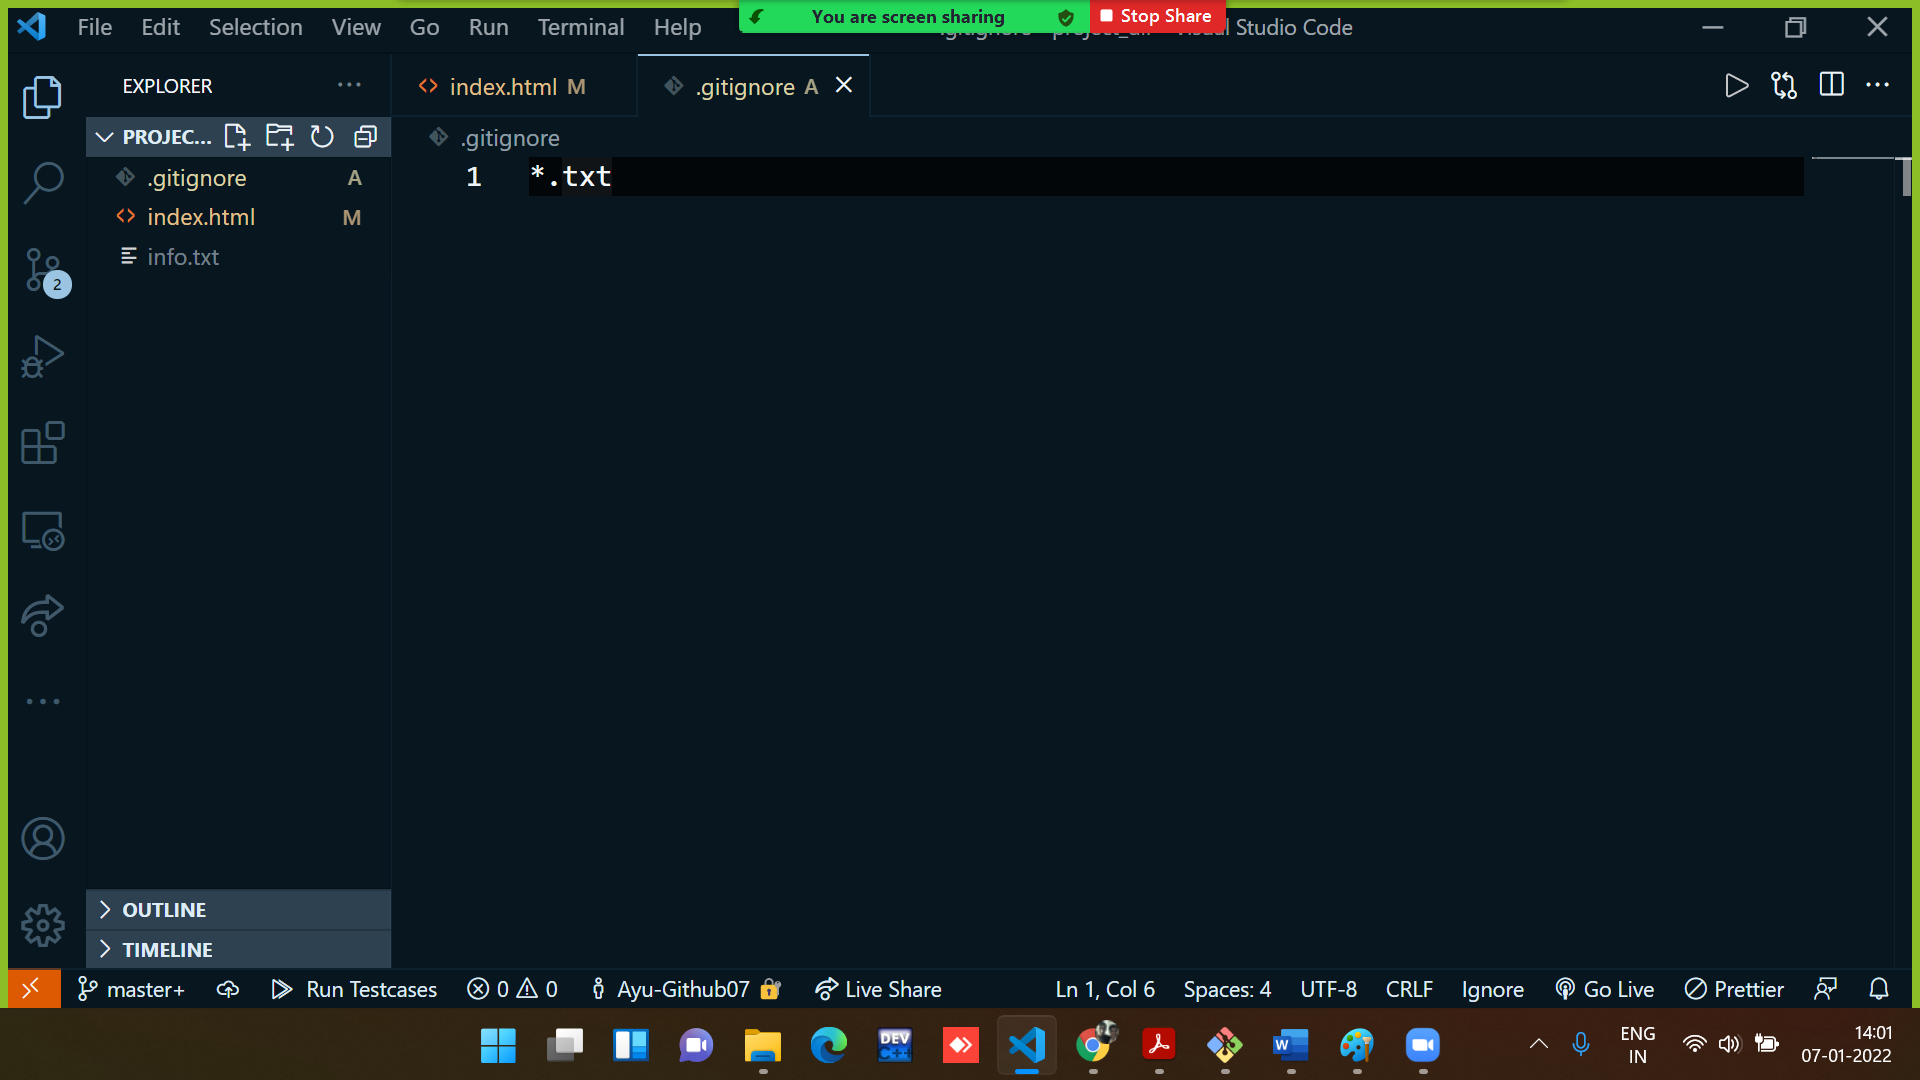 You are screen sharing
Stop Share
File Edit Selection View Go Run Terminal Help
Studio Code
EXPLORER
index.html M
.gitignore A
PROJEC...
.gitignore
.gitignore A
1 *.txt
index.html M
info.txt
2
OUTLINE
TIMELINE
master+
Run Testcases
0 0
Ayu-Github07
Live Share
Ln 1, Col 6
Spaces: 4
UTF-8
CRLF
Ignore
Go Live
Prettier
DEV
C++
W
ENG
IN
14:01
07-01-2022